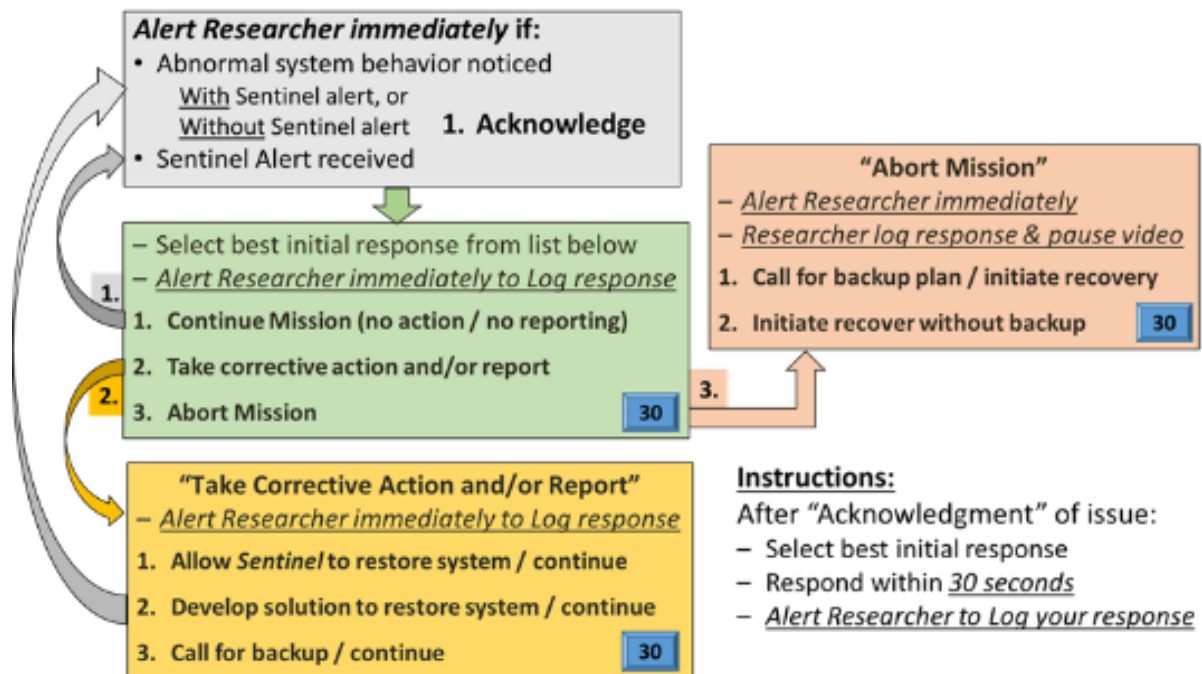 Alert Researcher immediately if:
• Abnormal system behavior noticed
With Sentinel alert, or
Without Sentinel alert
1. Acknowledge
• Sentinel Alert received
– Select best initial response from list below
– Alert Researcher immediately to Log response
1.
1. Continue Mission (no action / no reporting)
2. Take corrective action and/or report
2.
3. Abort Mission
30
3.
"Abort Mission"
– Alert Researcher immediately
– Researcher log response & pause video
1. Call for backup plan / initiate recovery
2. Initiate recover without backup
30
"Take Corrective Action and/or Report"
– Alert Researcher immediately to Log response
1. Allow Sentinel to restore system / continue
2. Develop solution to restore system / continue
3. Call for backup / continue
30
Instructions:
After "Acknowledgment" of issue:
– Select best initial response
– Respond within 30 seconds
– Alert Researcher to Log your response